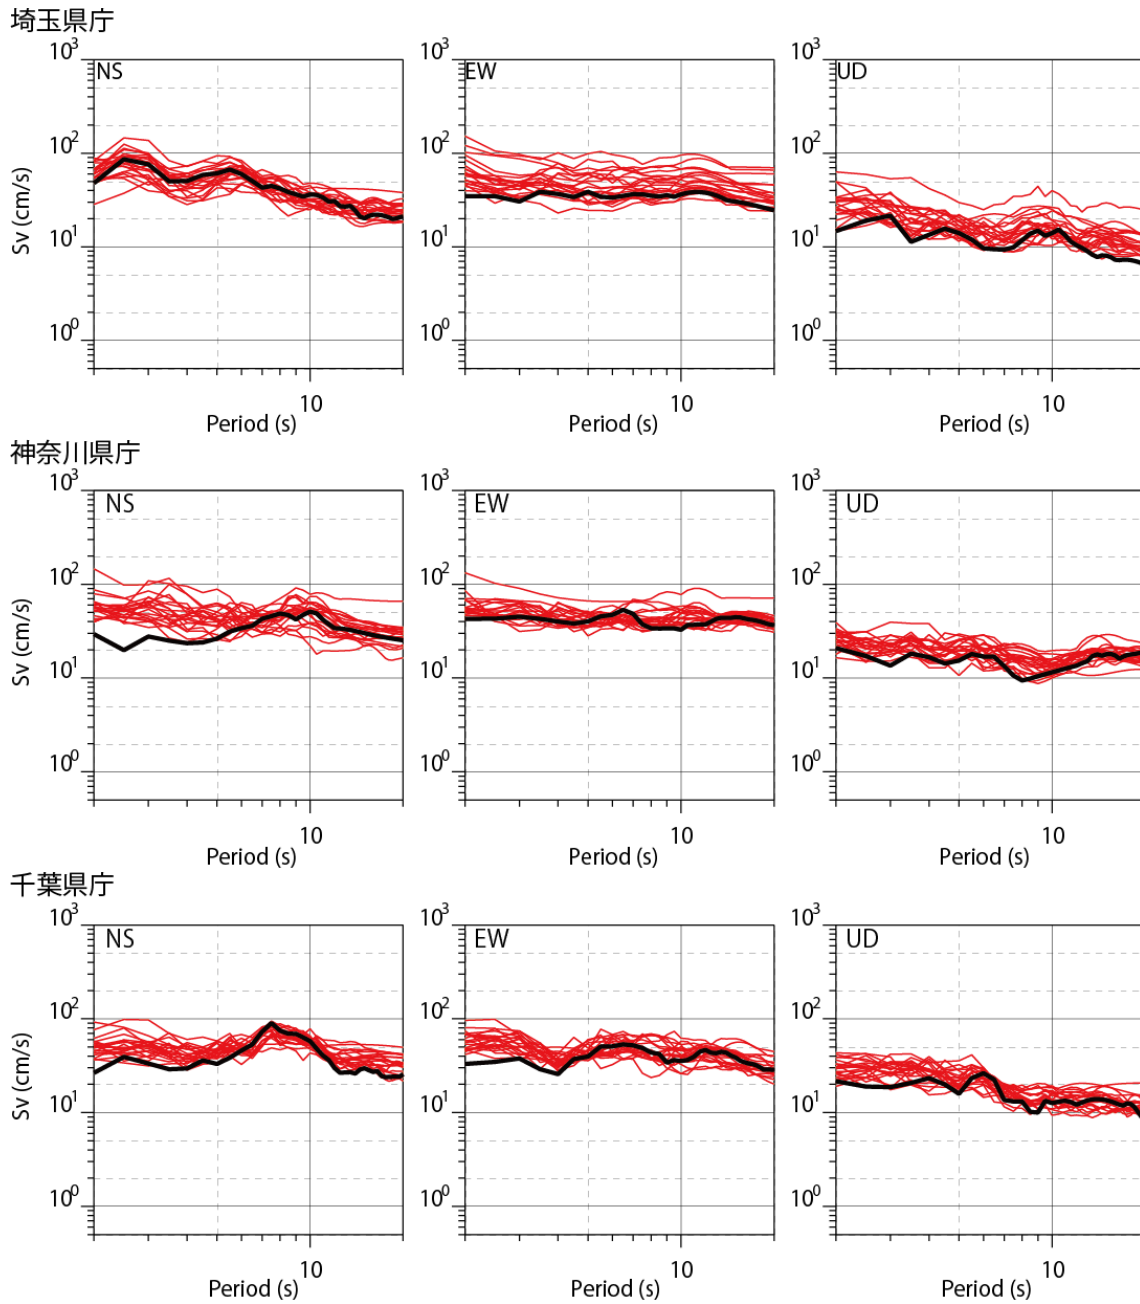 埼玉県庁
10³ 10³ 10³
NS EW UD
10² 10² 10²
Sv (cm/s)
10¹ 10¹ 10¹
10⁰ 10⁰ 10⁰
10 10 10
Period (s) Period (s) Period (s)
神奈川県庁
10³ 10³ 10³
NS EW UD
10² 10² 10²
Sv (cm/s)
10¹ 10¹ 10¹
10⁰ 10⁰ 10⁰
10 10 10
Period (s) Period (s) Period (s)
千葉県庁
10³ 10³ 10³
NS EW UD
10² 10² 10²
Sv (cm/s)
10¹ 10¹ 10¹
10⁰ 10⁰ 10⁰
10 10 10
Period (s) Period (s) Period (s)